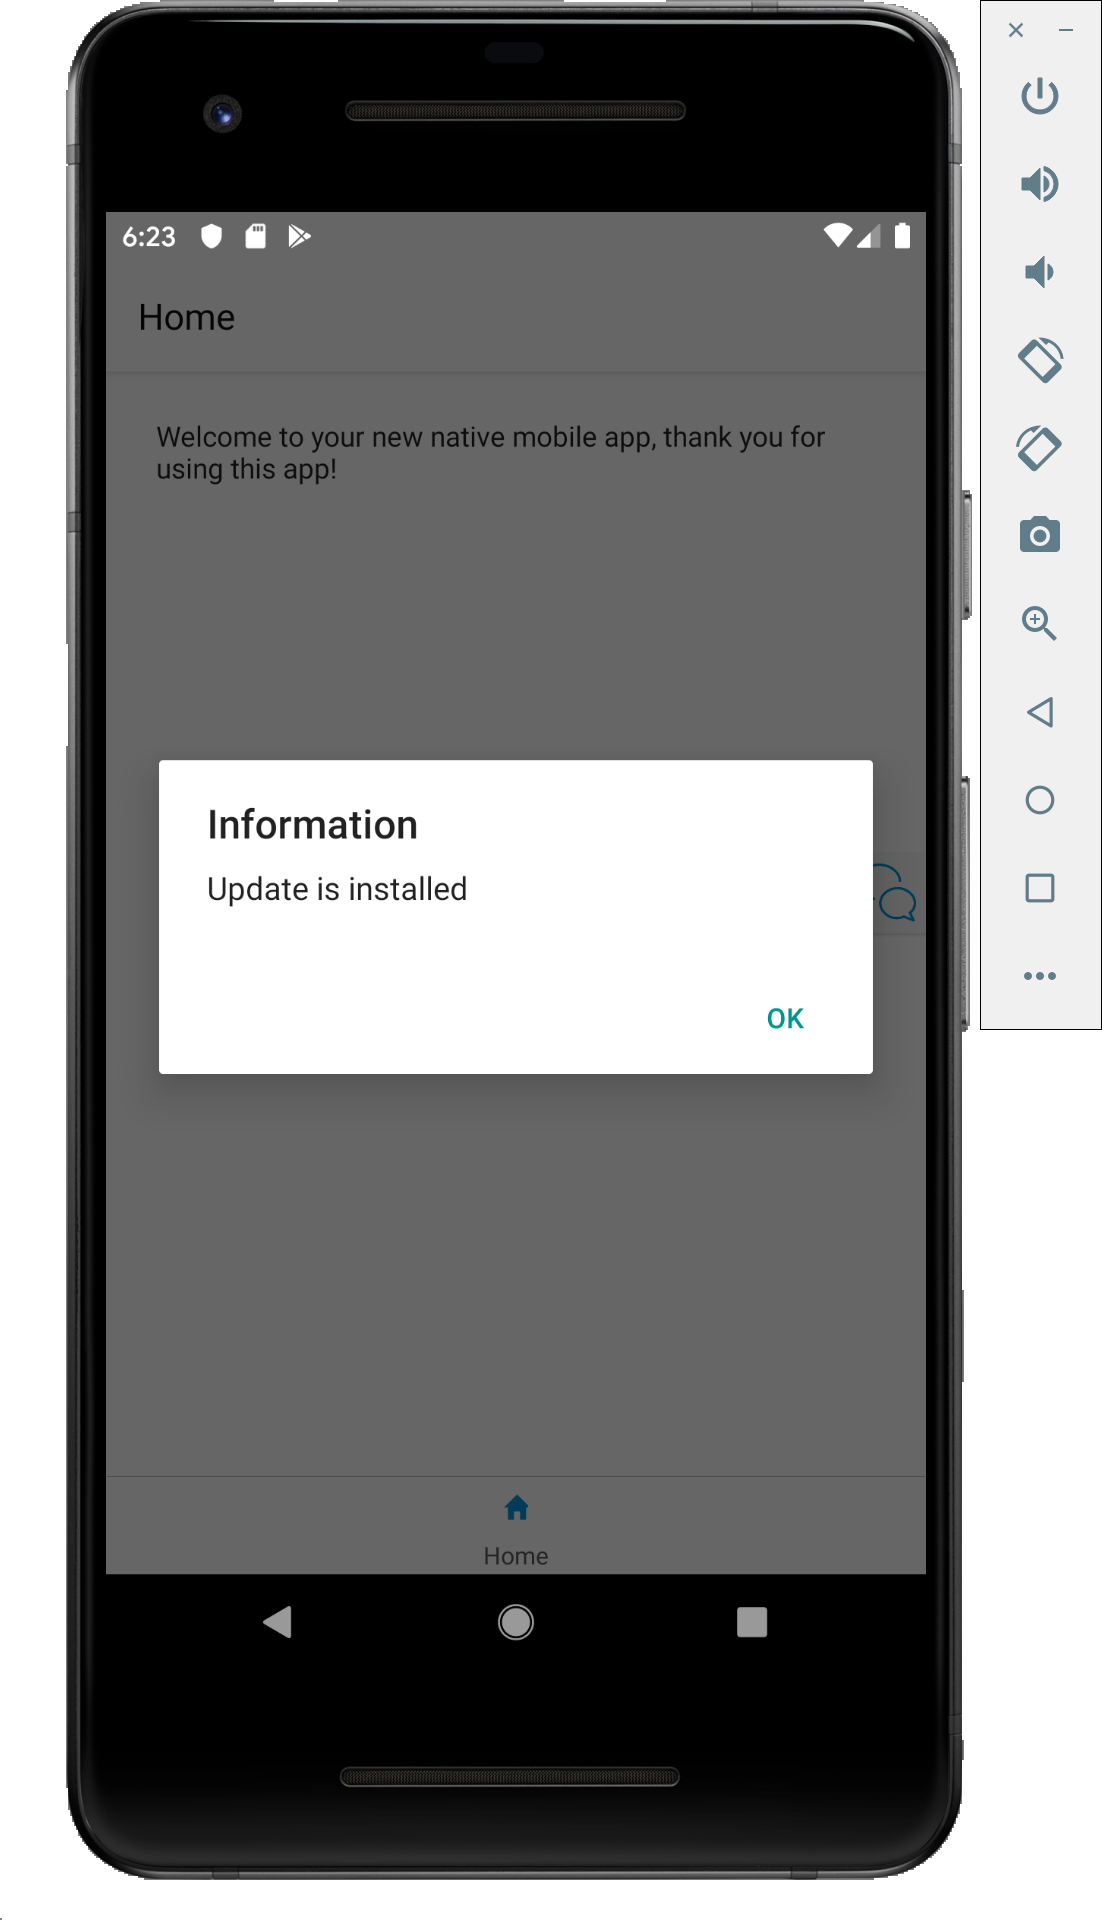 6:23
Home
Welcome to your new native mobile app, thank you for
using this app!
Information
Update is installed
OK
Home